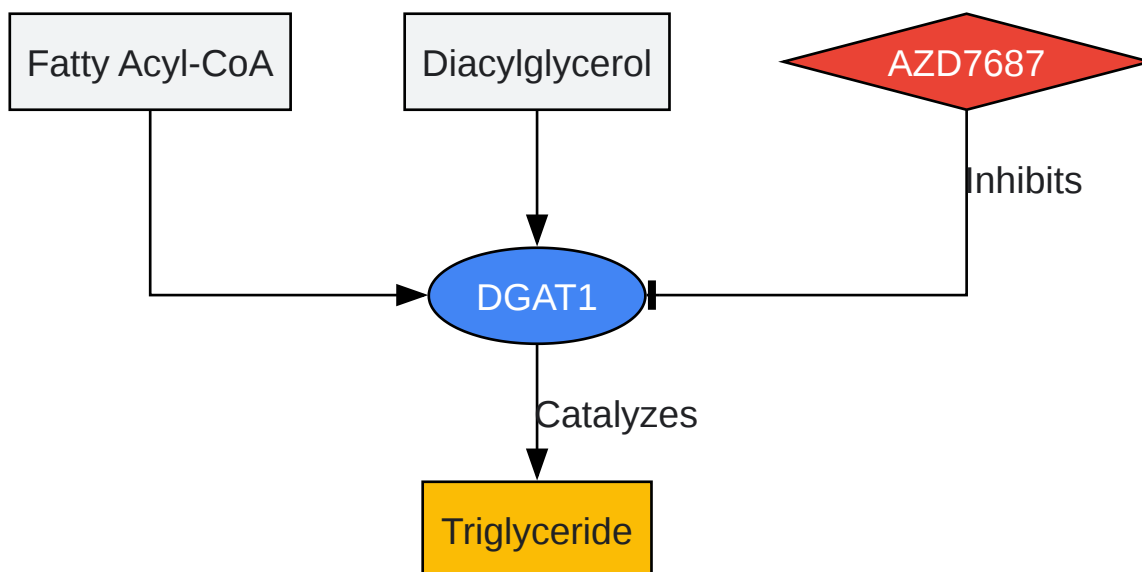 Fatty Acyl-CoA
Diacylglycerol
AZD7687
Inhibits
DGAT1
Catalyzes
Triglyceride